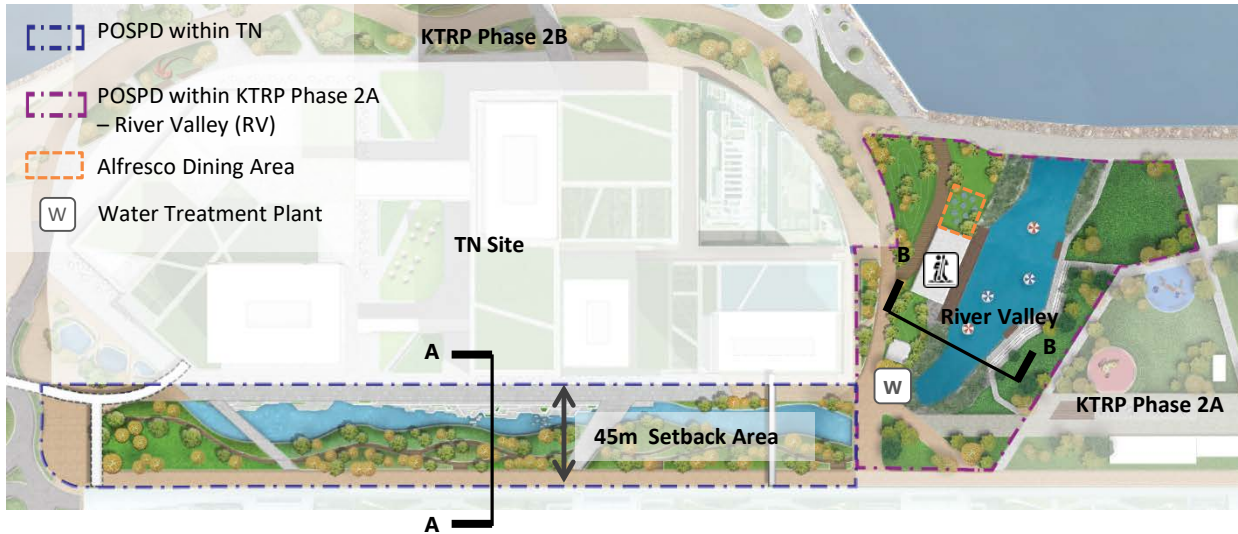 POSPD within TN
KTRP Phase 2B
POSPD within KTRP Phase 2A
– River Valley (RV)
Alfresco Dining Area
W
Water Treatment Plant
TN Site
B
River Valley
B
A
W
KTRP Phase 2A
45m Setback Area
A